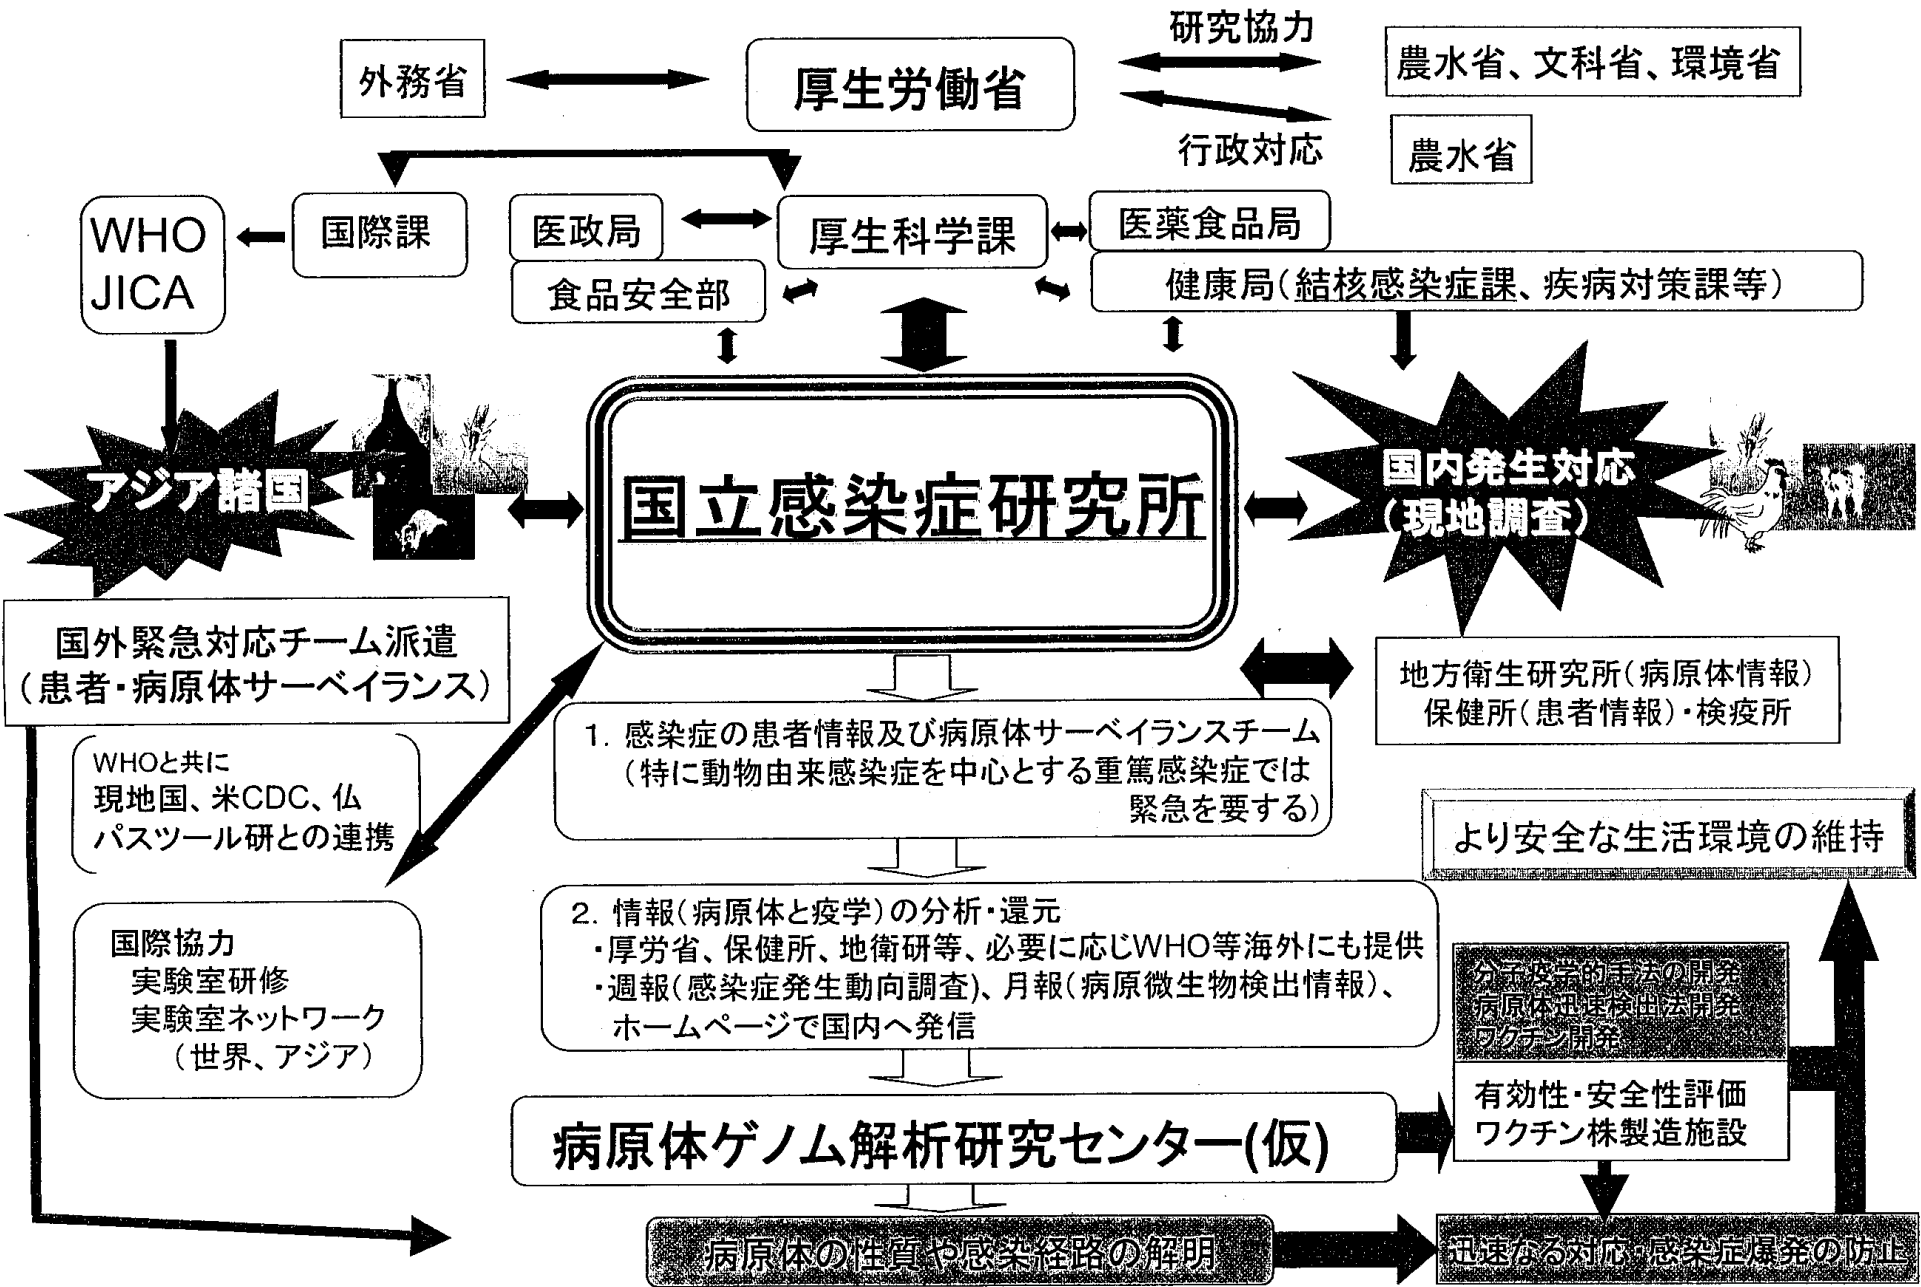 研究協力
外務省
厚生労働省
農水省、文科省、環境省
行政対応
農水省
WHO
JICA
国際課
医政局
厚生科学課
医薬食品局
食品安全部
健康局(結核感染症課、疾病対策課等)
アジア諸国
国立感染症研究所
国内発生対応
(現地調査)
国外緊急対応チーム派遣
(患者・病原体サーベイランス)
地方衛生研究所(病原体情報)
保健所(患者情報)・検疫所
WHOと共に
現地国、米CDC、仏
パスツール研との連携
1. 感染症の患者情報及び病原体サーベイランスチーム
(特に動物由来感染症を中心とする重篤感染症では
緊急を要する)
より安全な生活環境の維持
国際協力
実験室研修
実験室ネットワーク
(世界、アジア)
2. 情報(病原体と疫学)の分析・還元
・厚労省、保健所、地衛研等、必要に応じWHO等海外にも提供
・週報(感染症発生動向調査)、月報(病原微生物検出情報)、
ホームページで国内へ発信
分子疫学的手法の開発
病原体迅速検出法開発
ワクチン開発
有効性・安全性評価
ワクチン株製造施設
病原体ゲノム解析研究センター(仮)
病原体の性質や感染経路の解明
迅速なる対応・感染症爆発の防止